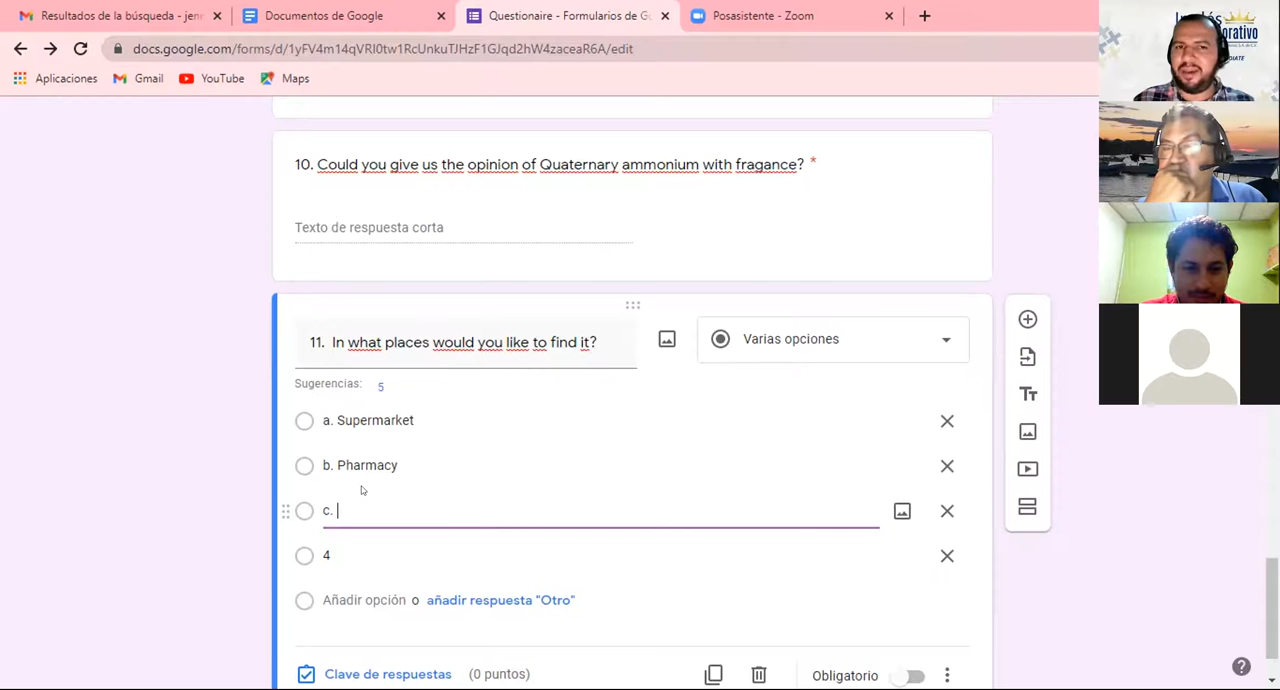 Resultados de la búsqueda - jenn
Documentos de Google
Questionaire - Formularios de Go
Posasistente - Zoom
docs.google.com/forms/d/1yFV4m14qVRI0tw1RcUnkuTJHzF1GJqd2hW4zaceaR6A/edit
Aplicaciones
Gmail
YouTube
Maps
10. Could you give us the opinion of Quaternary ammonium with fragance? *
Texto de respuesta corta
11. In what places would you like to find it?
Varias opciones
Sugerencias: 5
a. Supermarket
b. Pharmacy
c.
4
Añadir opción o añadir respuesta "Otro"
Clave de respuestas (0 puntos)
Obligatorio